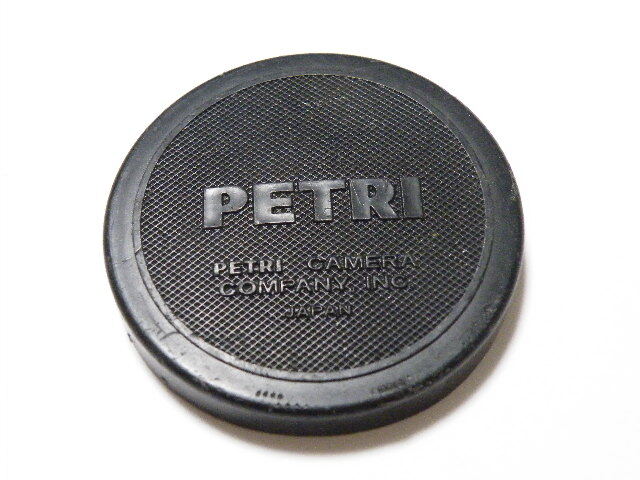 PETRI
PETRI CAMERA
COMPANY, INC
JAPAN